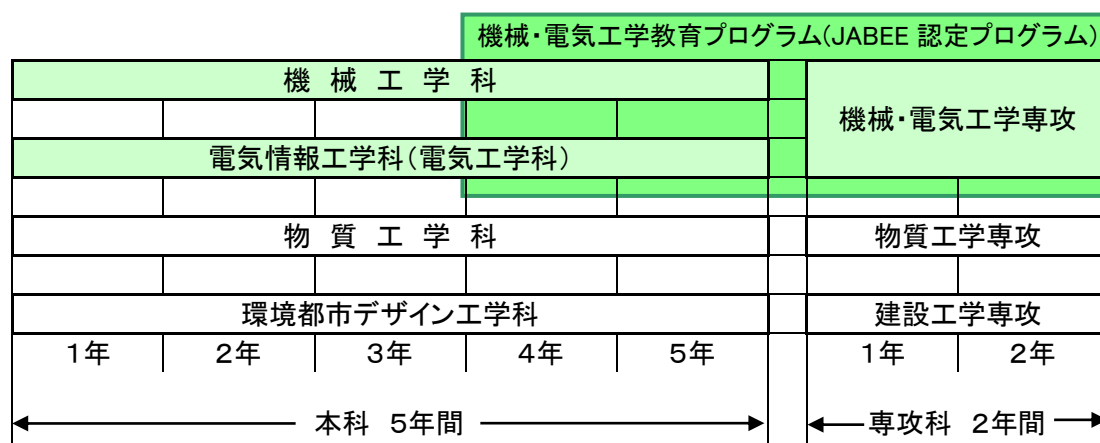 機械・電気工学教育プログラム(JABEE 認定プログラム)
機 械 工 学 科
機械・電気工学専攻
電気情報工学科(電気工学科)
物 質 工 学 科
物質工学専攻
環境都市デザイン工学科
建設工学専攻
1年 2年 3年 4年 5年 1年 2年
本科 5年間
専攻科 2年間